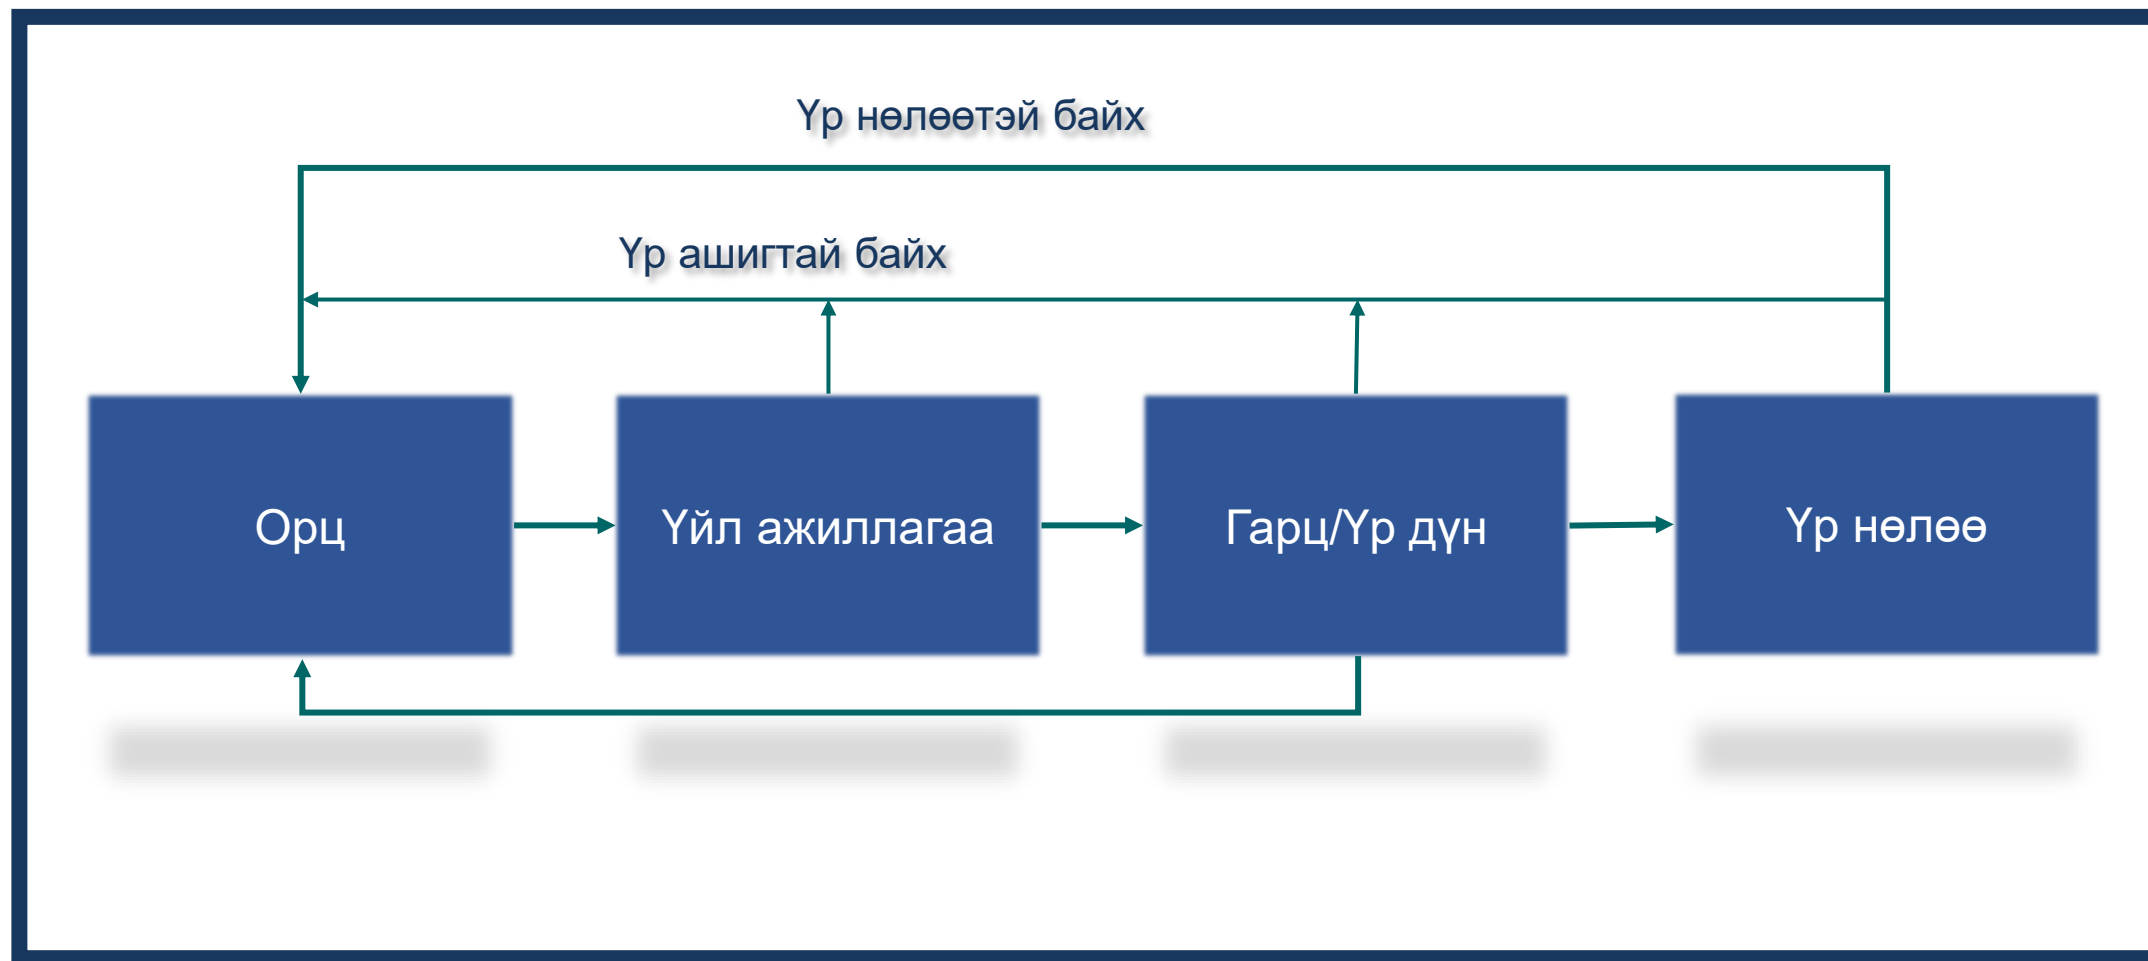 Үр нөлөөтэй байх
Үр ашигтай байх
Орц
Үйл ажиллагаа
Гарц/Үр дүн
Үр нөлөө